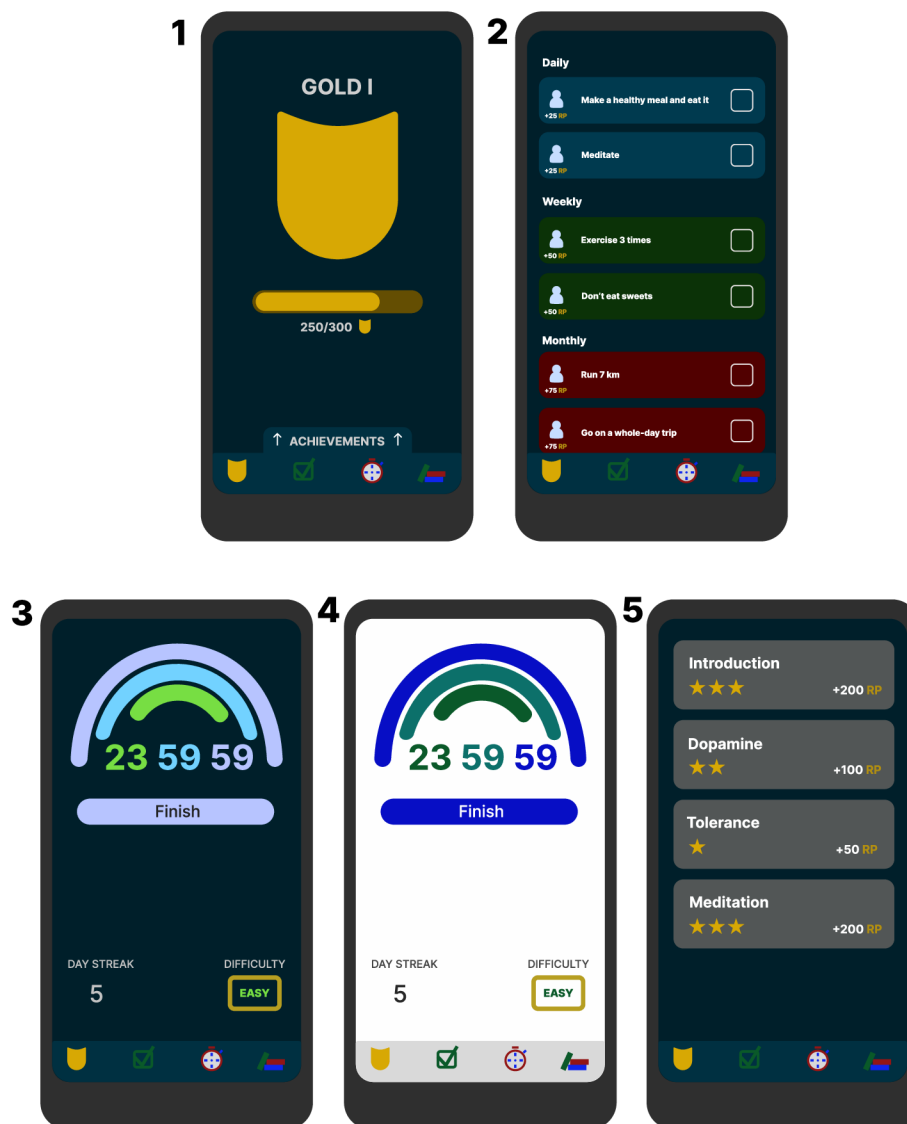 1
GOLD I
250/300
↑ ACHIEVEMENTS ↑
2
Daily
Make a healthy meal and eat it
+25 RP
Meditate
+25 RP
Weekly
Exercise 3 times
+50 RP
Don't eat sweets
+50 RP
Monthly
Run 7 km
+75 RP
Go on a whole-day trip
+75 RP
3
23 59 59
Finish
DAY STREAK
DIFFICULTY
5
EASY
4
23 59 59
Finish
DAY STREAK
DIFFICULTY
5
EASY
5
Introduction
+200 RP
Dopamine
+100 RP
Tolerance
+50 RP
Meditation
+200 RP